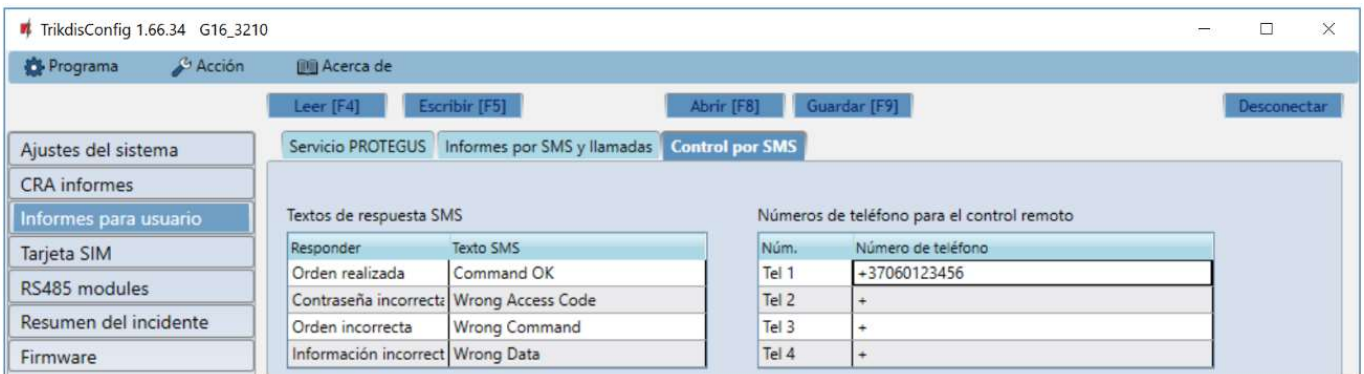 TrikdisConfig 1.66.34 G16_3210
Programa Acción Acerca de
Leer [F4] Escribir [F5] Abrir [F8] Guardar [F9] Desconectar
Ajustes del sistema
CRA informes
Informes para usuario
Tarjeta SIM
RS485 modules
Resumen del incidente
Firmware
Servicio PROTEGUS Informes por SMS y llamadas Control por SMS
Textos de respuesta SMS
Responder Texto SMS
Orden realizada Command OK
Contraseña incorrecta Wrong Access Code
Orden incorrecta Wrong Command
Información incorrect Wrong Data
Números de teléfono para el control remoto
Núm. Número de teléfono
Tel 1 +37060123456
Tel 2 +
Tel 3 +
Tel 4 +